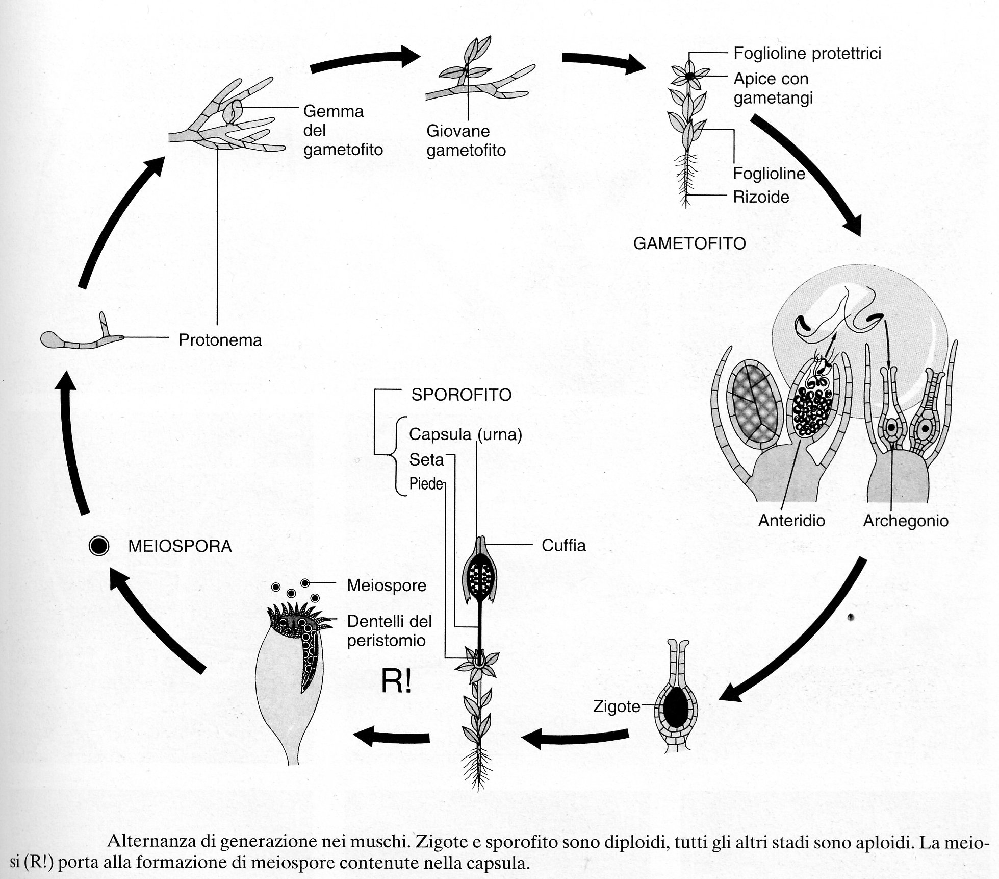 Foglioline protettrici
Apice con
gametangi
Gemma
del
gametofito
Giovane
gametofito
Foglioline
Rizoide
GAMETOFITO
Protonema
SPOROFITO
Capsula (urna)
Seta
Piede
Anteridio
Archegonio
MEIOSPORA
Cuffia
Meiospore
Dentelli del
peristomio
R!
Zigote
Alternanza di generazione nei muschi. Zigote e sporofito sono diploidi, tutti gli altri stadi sono aploidi. La meio-
si (R!) porta alla formazione di meiospore contenute nella capsula.